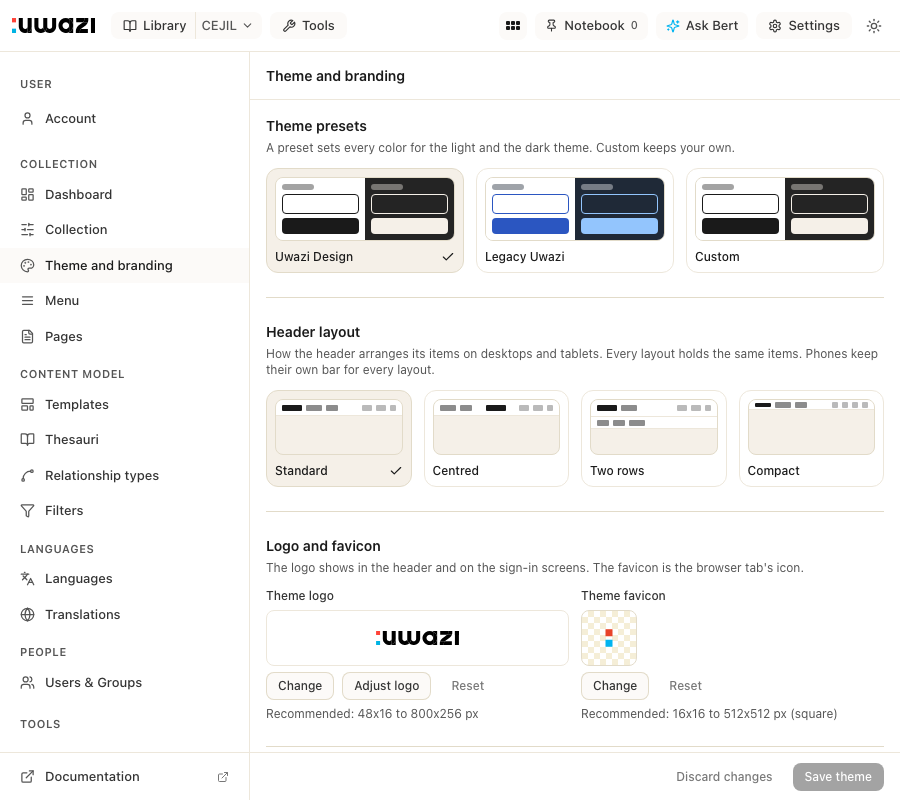 :uwazi
Library
CEJIL
Tools
Notebook 0
Ask Bert
Settings
USER
Account
COLLECTION
Dashboard
Collection
Theme and branding
Menu
Pages
CONTENT MODEL
Templates
Thesauri
Relationship types
Filters
LANGUAGES
Languages
Translations
PEOPLE
Users & Groups
TOOLS
Documentation
Theme and branding
Theme presets
A preset sets every color for the light and the dark theme. Custom keeps your own.
Uwazi Design
Legacy Uwazi
Custom
Header layout
How the header arranges its items on desktops and tablets. Every layout holds the same items. Phones keep
their own bar for every layout.
Standard
Centred
Two rows
Compact
Logo and favicon
The logo shows in the header and on the sign-in screens. The favicon is the browser tab's icon.
Theme logo
:uwazi
Change
Adjust logo
Reset
Recommended: 48x16 to 800x256 px
Theme favicon
Change
Reset
Recommended: 16x16 to 512x512 px (square)
Discard changes
Save theme